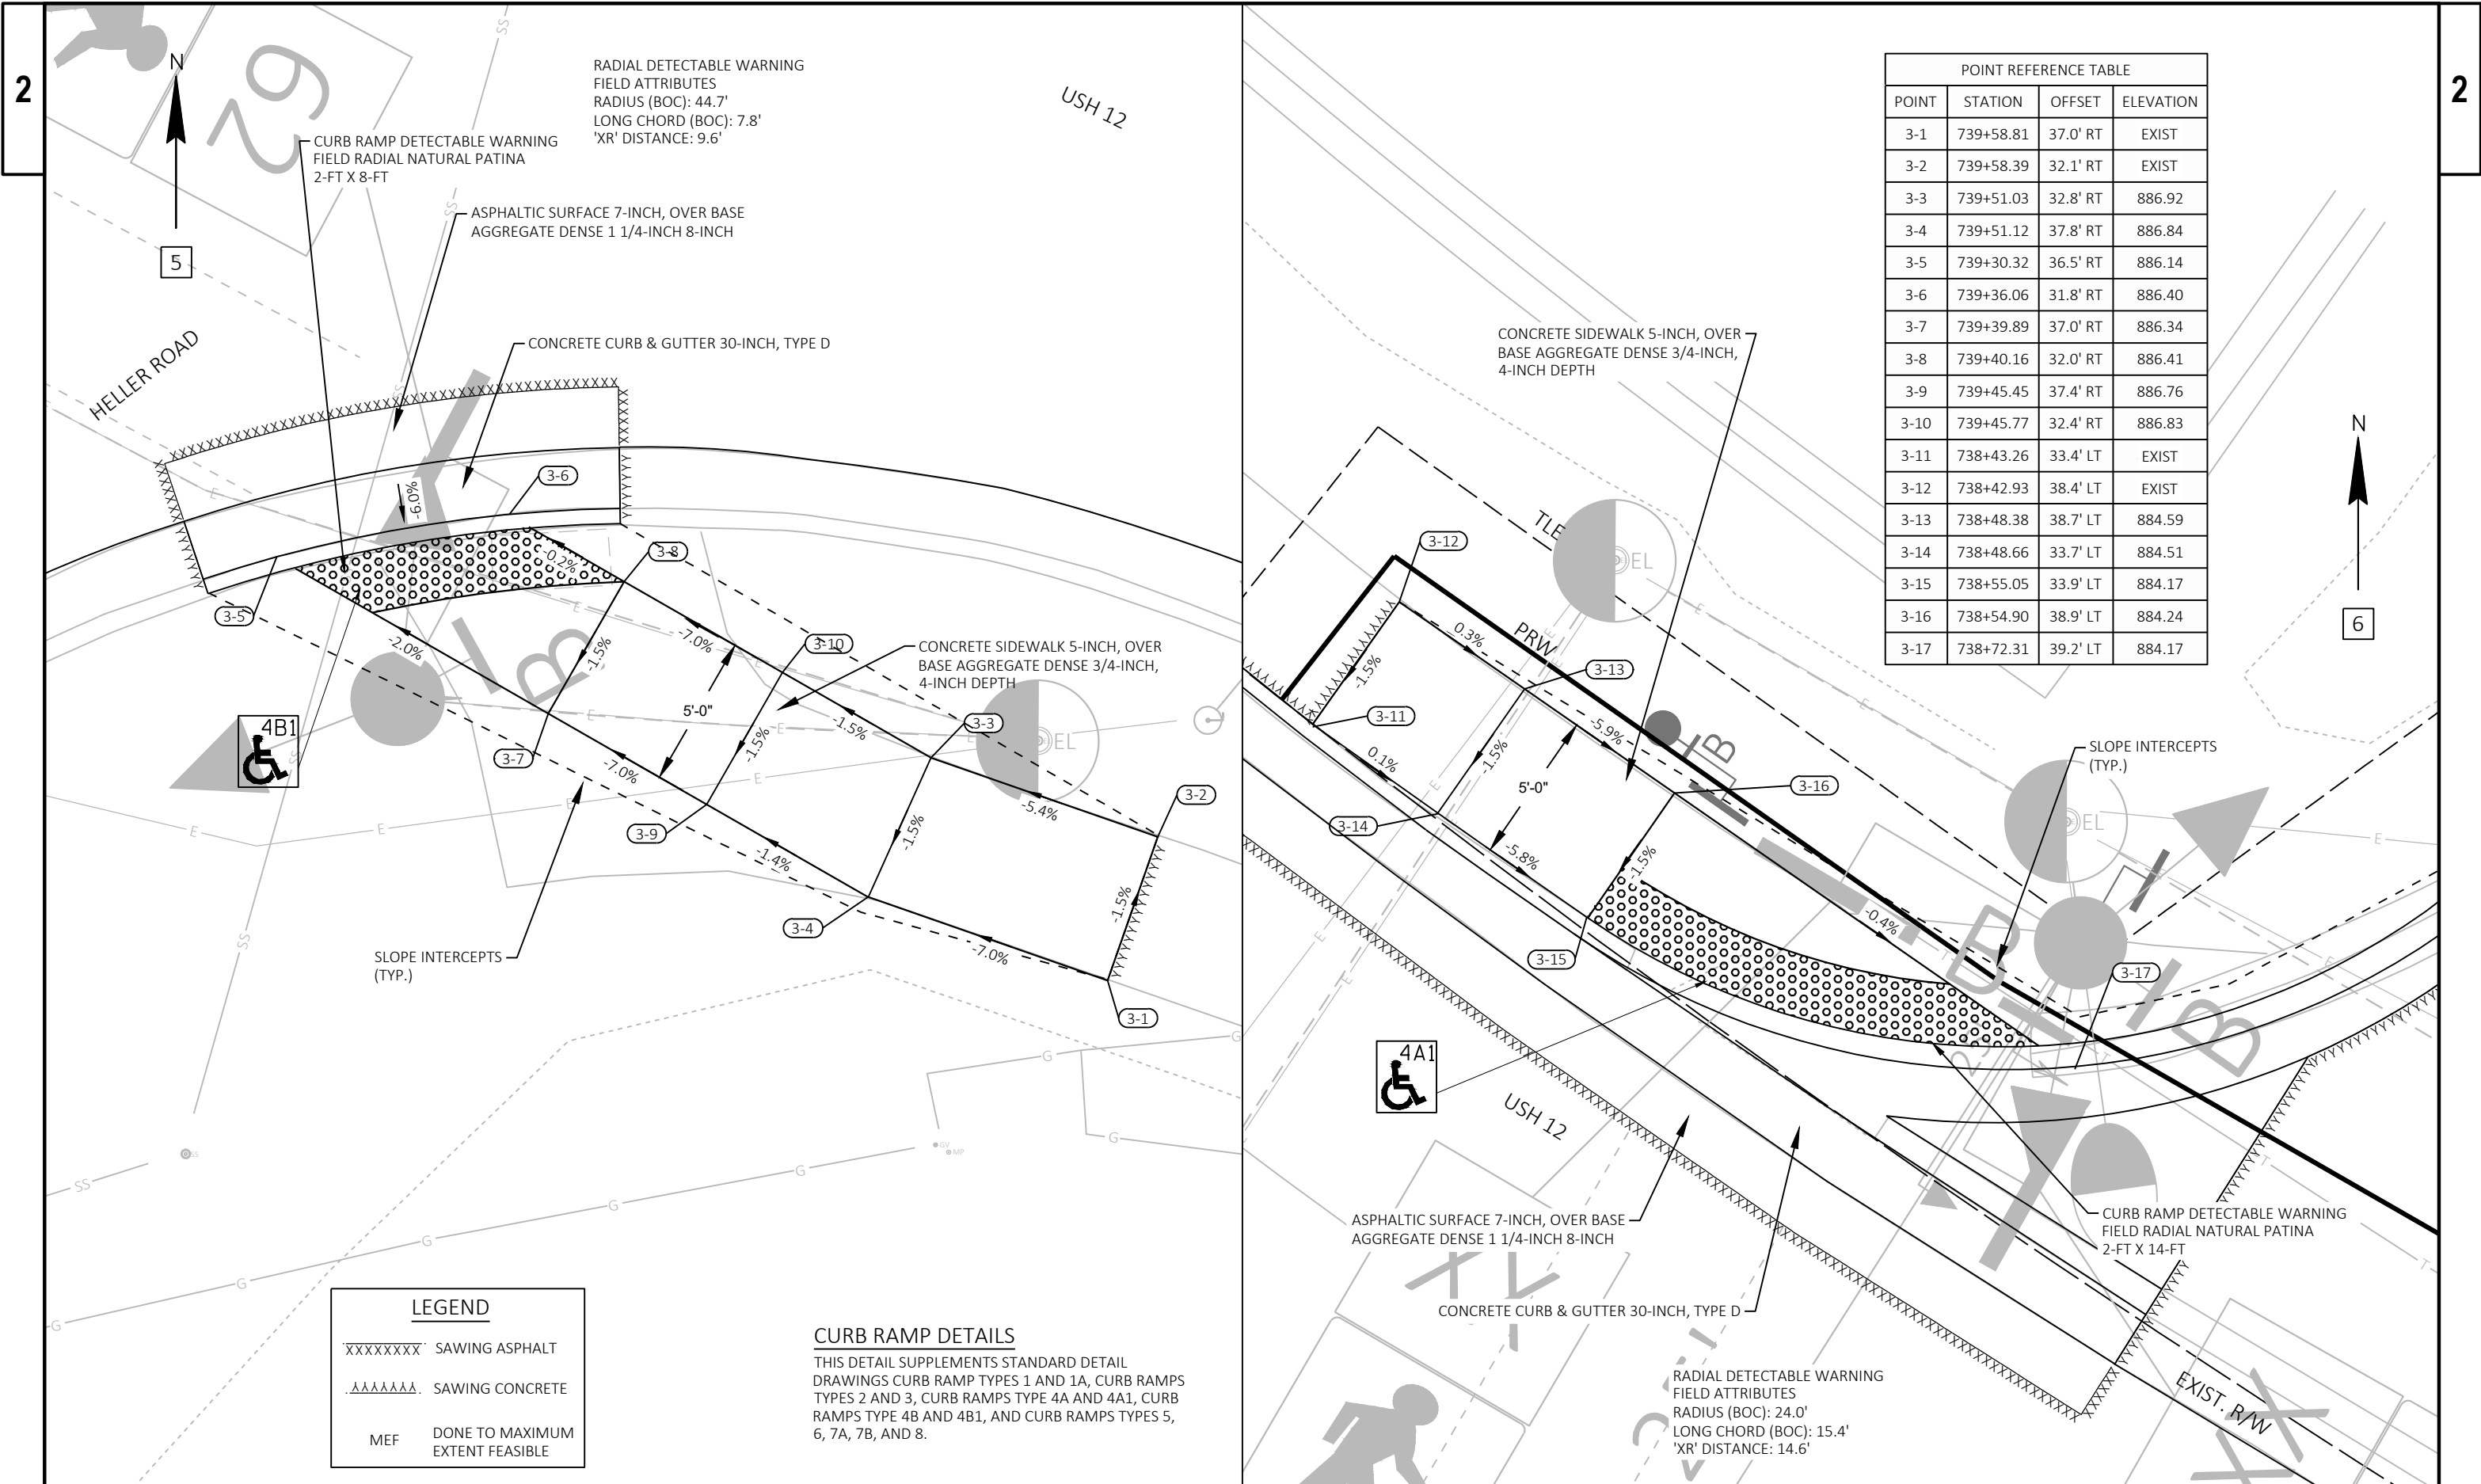 2
N
5
RADIAL DETECTABLE WARNING
FIELD ATTRIBUTES
RADIUS (BOC): 44.7'
LONG CHORD (BOC): 7.8'
'XR' DISTANCE: 9.6'
USH 12
62
SS
CURB RAMP DETECTABLE WARNING
FIELD RADIAL NATURAL PATINA
2-FT X 8-FT
SS
ASPHALTIC SURFACE 7-INCH, OVER BASE
AGGREGATE DENSE 1 1/4-INCH 8-INCH
CONCRETE CURB & GUTTER 30-INCH, TYPE D
HELLER ROAD
SS
3-6
-6.0%
E
3-8
-0.2%
E
3-5
-2.0%
-1.5%
-7.0%
3-10
E
B
CONCRETE SIDEWALK 5-INCH, OVER
BASE AGGREGATE DENSE 3/4-INCH,
4-INCH DEPTH
5'-0"
E
E
-1.5%
3-3
EL
E
4B1
SS
3-7
-7.0%
-1.5%
E
E
3-2
-5.4%
3-9
-1.4%
-1.5%
E
E
-1.5%
3-4
-7.0%
SS
SLOPE INTERCEPTS
(TYP.)
3-1
G
G
G
GV
MP
SS
SS
G
G
G
G
G
LEGEND
XXXXXXXX SAWING ASPHALT
SAWING CONCRETE
MEF DONE TO MAXIMUM
EXTENT FEASIBLE
CURB RAMP DETAILS
THIS DETAIL SUPPLEMENTS STANDARD DETAIL
DRAWINGS CURB RAMP TYPES 1 AND 1A, CURB RAMPS
TYPES 2 AND 3, CURB RAMPS TYPE 4A AND 4A1, CURB
RAMPS TYPE 4B AND 4B1, AND CURB RAMPS TYPES 5,
6, 7A, 7B, AND 8.
2
POINT REFERENCE TABLE
POINT STATION OFFSET ELEVATION
3-1 739+58.81 37.0' RT EXIST
3-2 739+58.39 32.1' RT EXIST
3-3 739+51.03 32.8' RT 886.92
3-4 739+51.12 37.8' RT 886.84
3-5 739+30.32 36.5' RT 886.14
3-6 739+36.06 31.8' RT 886.40
3-7 739+39.89 37.0' RT 886.34
3-8 739+40.16 32.0' RT 886.41
3-9 739+45.45 37.4' RT 886.76
3-10 739+45.77 32.4' RT 886.83
3-11 738+43.26 33.4' LT EXIST
3-12 738+42.93 38.4' LT EXIST
3-13 738+48.38 38.7' LT 884.59
3-14 738+48.66 33.7' LT 884.51
3-15 738+55.05 33.9' LT 884.17
3-16 738+54.90 38.9' LT 884.24
3-17 738+72.31 39.2' LT 884.17
N
6
CONCRETE SIDEWALK 5-INCH, OVER
BASE AGGREGATE DENSE 3/4-INCH,
4-INCH DEPTH
TLE
3-12
EL
E
0.3%
PRW
E
3-13
-1.5%
3-11
-5.9%
B
E
0.1%
-1.5%
5'-0"
3-16
SLOPE INTERCEPTS
(TYP.)
3-14
E
EL
E
-5.8%
-1.5%
-0.4%
B
3-15
E
E
3-17
B
E
4A1
USH 12
T
T
T
ASPHALTIC SURFACE 7-INCH, OVER BASE
AGGREGATE DENSE 1 1/4-INCH 8-INCH
CURB RAMP DETECTABLE WARNING
FIELD RADIAL NATURAL PATINA
2-FT X 14-FT
CONCRETE CURB & GUTTER 30-INCH, TYPE D
RADIAL DETECTABLE WARNING
FIELD ATTRIBUTES
RADIUS (BOC): 24.0'
LONG CHORD (BOC): 15.4'
'XR' DISTANCE: 14.6'
EXIST. R/W